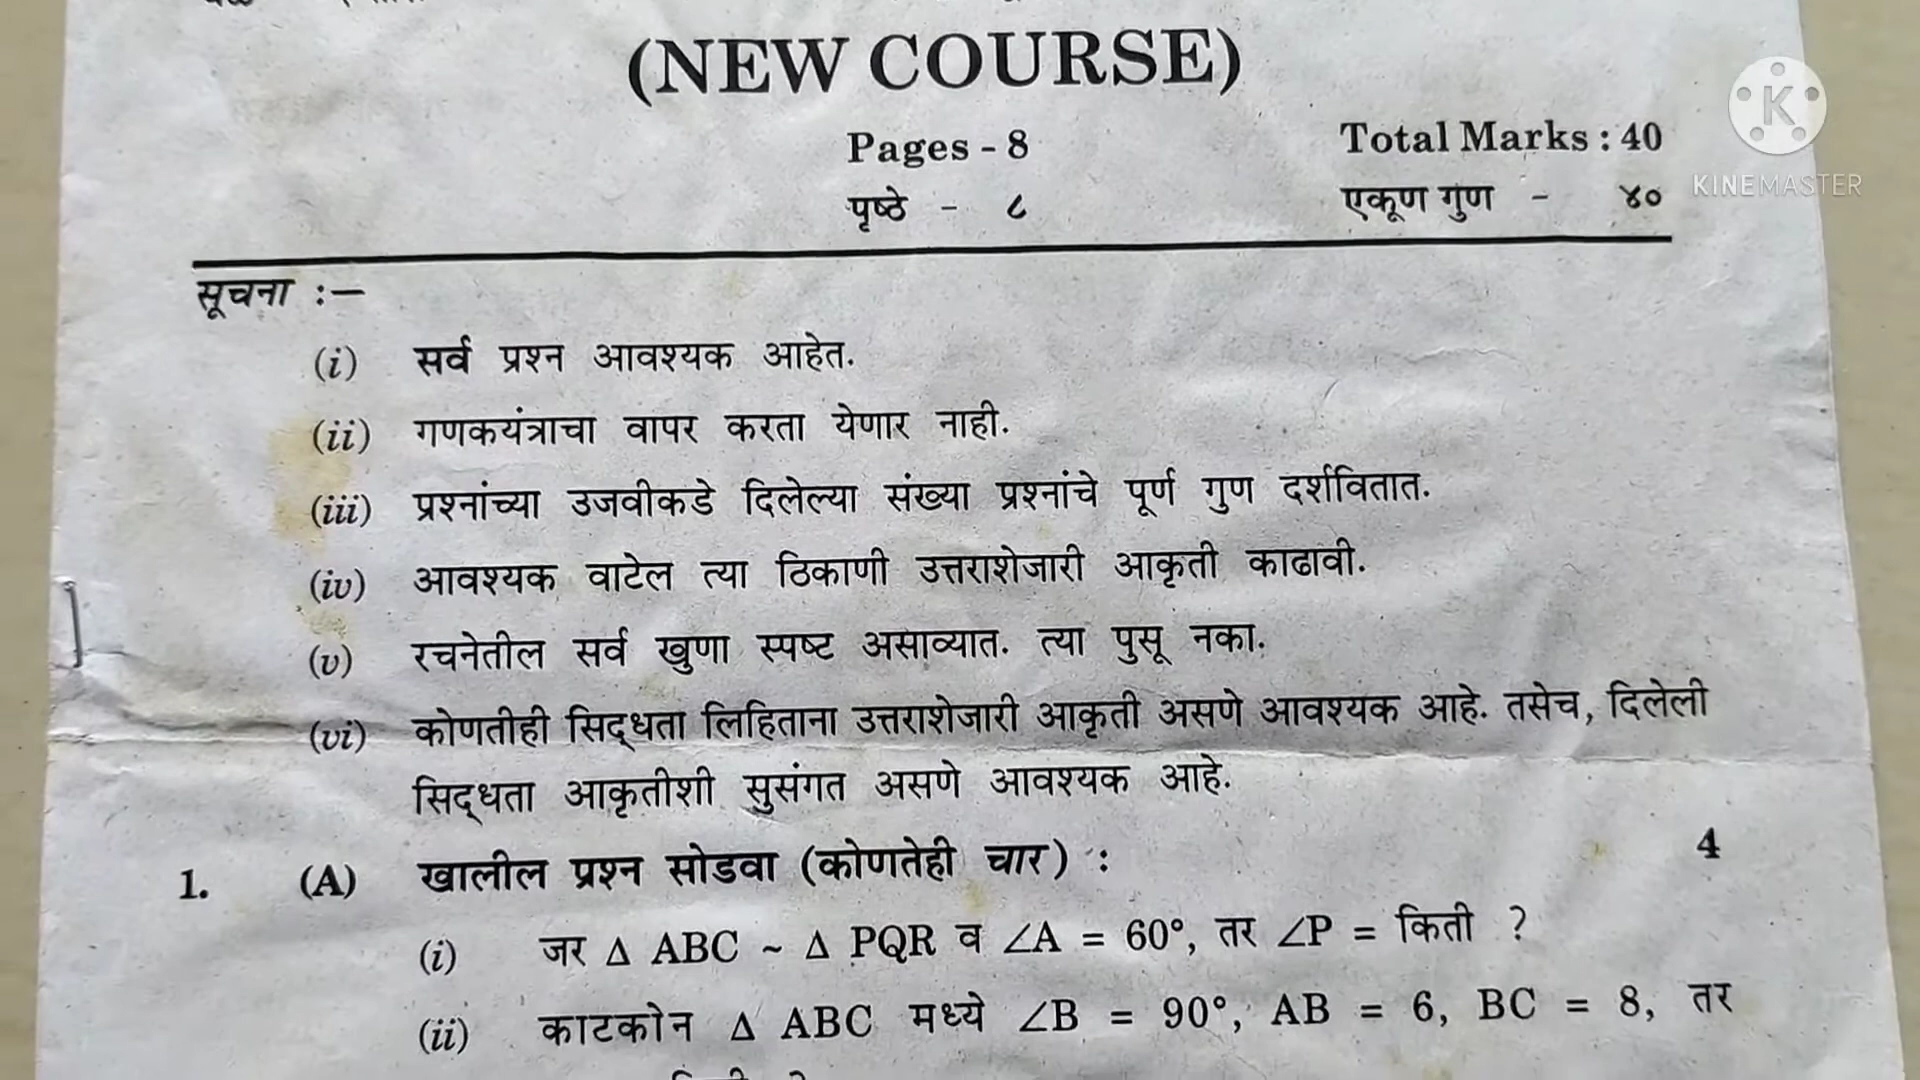 (NEW COURSE)
Pages - 8 Total Marks : 40
पृष्ठे - ८ एकूण गुण - ४०
K
KINEMASTER
सूचना :—
(i) सर्व प्रश्न आवश्यक आहेत.
(ii) गणकयंत्राचा वापर करता येणार नाही.
(iii) प्रश्नांच्या उजवीकडे दिलेल्या संख्या प्रश्नांचे पूर्ण गुण दर्शवितात.
(iv) आवश्यक वाटेल त्या ठिकाणी उत्तराशेजारी आकृती काढावी.
(v) रचनेतील सर्व खुणा स्पष्ट असाव्यात. त्या पुसू नका.
(vi) कोणतीही सिद्धता लिहिताना उत्तराशेजारी आकृती असणे आवश्यक आहे. तसेच, दिलेली
सिद्धता आकृतीशी सुसंगत असणे आवश्यक आहे.
1. (A) खालील प्रश्न सोडवा (कोणतेही चार) : 4
(i) जर Δ ABC ~ Δ PQR व ∠A = 60°, तर ∠P = किती ?
(ii) काटकोन Δ ABC मध्ये ∠B = 90°, AB = 6, BC = 8, तर